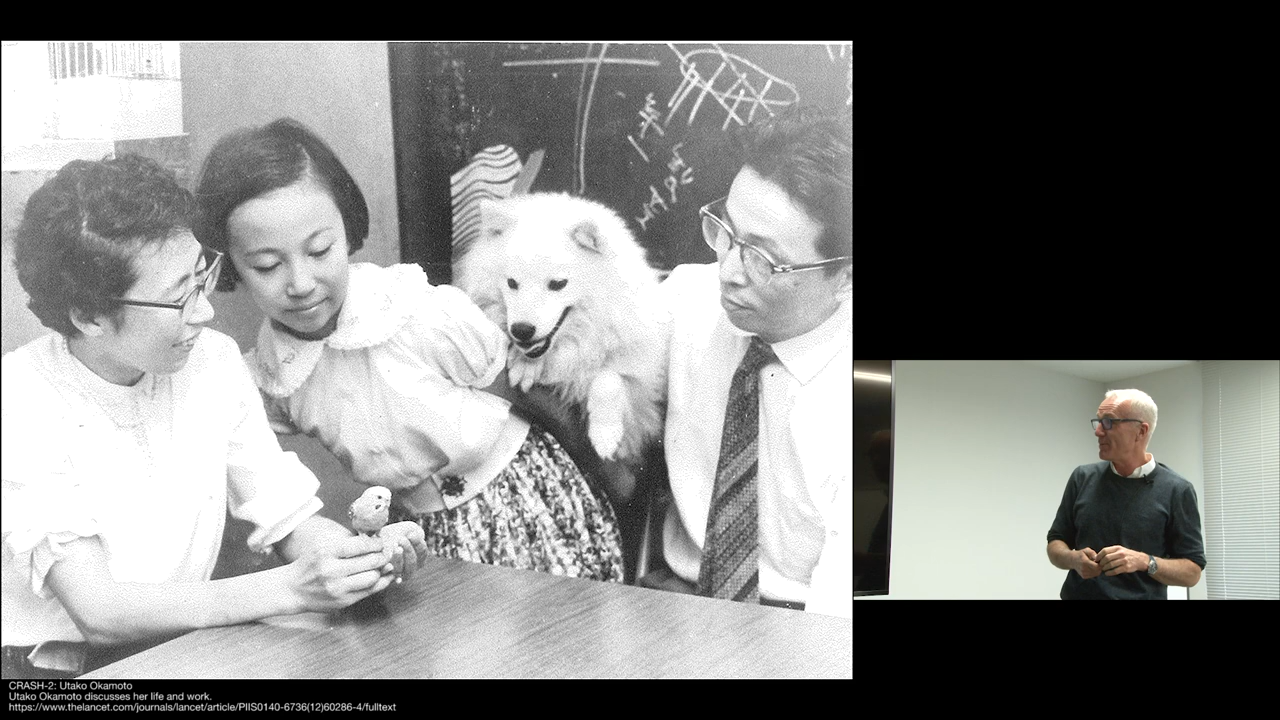 CRASH-2: Utako Okamoto
Utako Okamoto discusses her life and work.
https://www.thelancet.com/journals/lancet/article/PIIS0140-6736(12)60286-4/fulltext